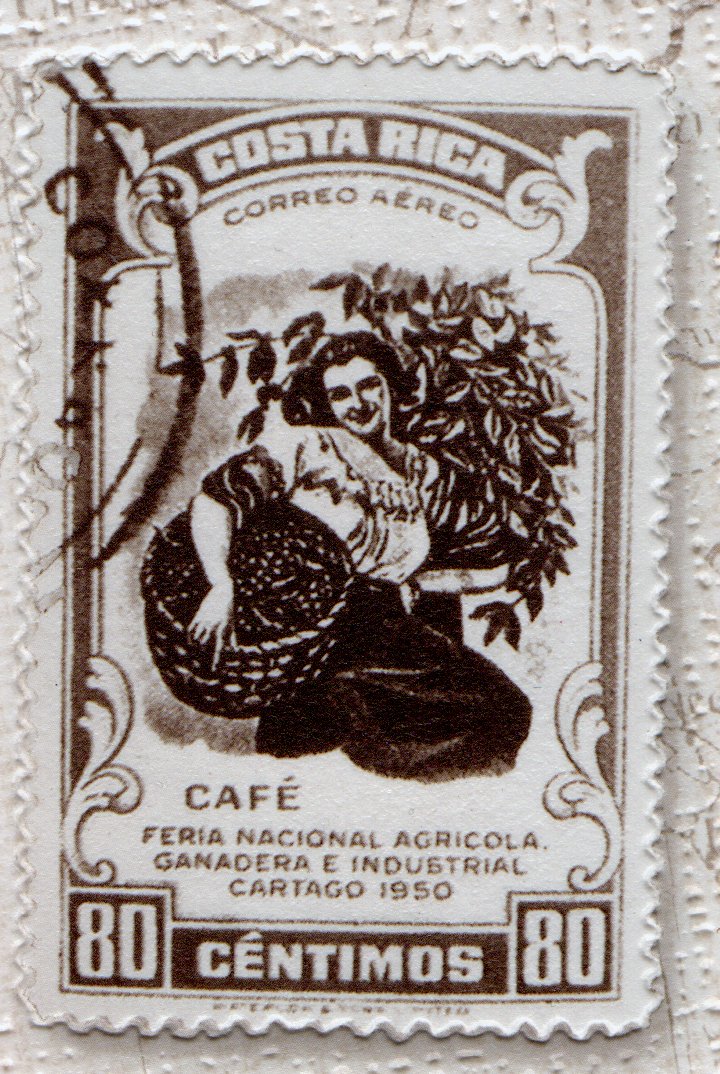 COSTA RICA
CORREO AÉREO
CAFÉ
FERIA NACIONAL AGRICOLA.
GANADERA E INDUSTRIAL
CARTAGO 1950
80 CÉNTIMOS 80